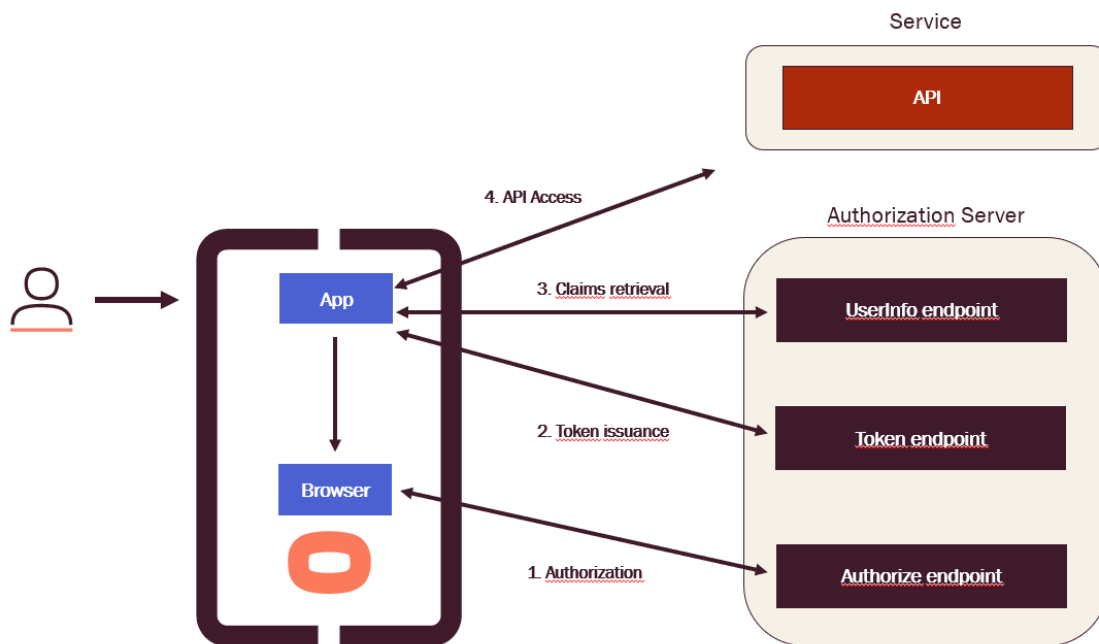 Service
API
4. API Access
Authorization Server
App
3. Claims retrieval
UserInfo endpoint
2. Token issuance
Token endpoint
Browser
1. Authorization
Authorize endpoint